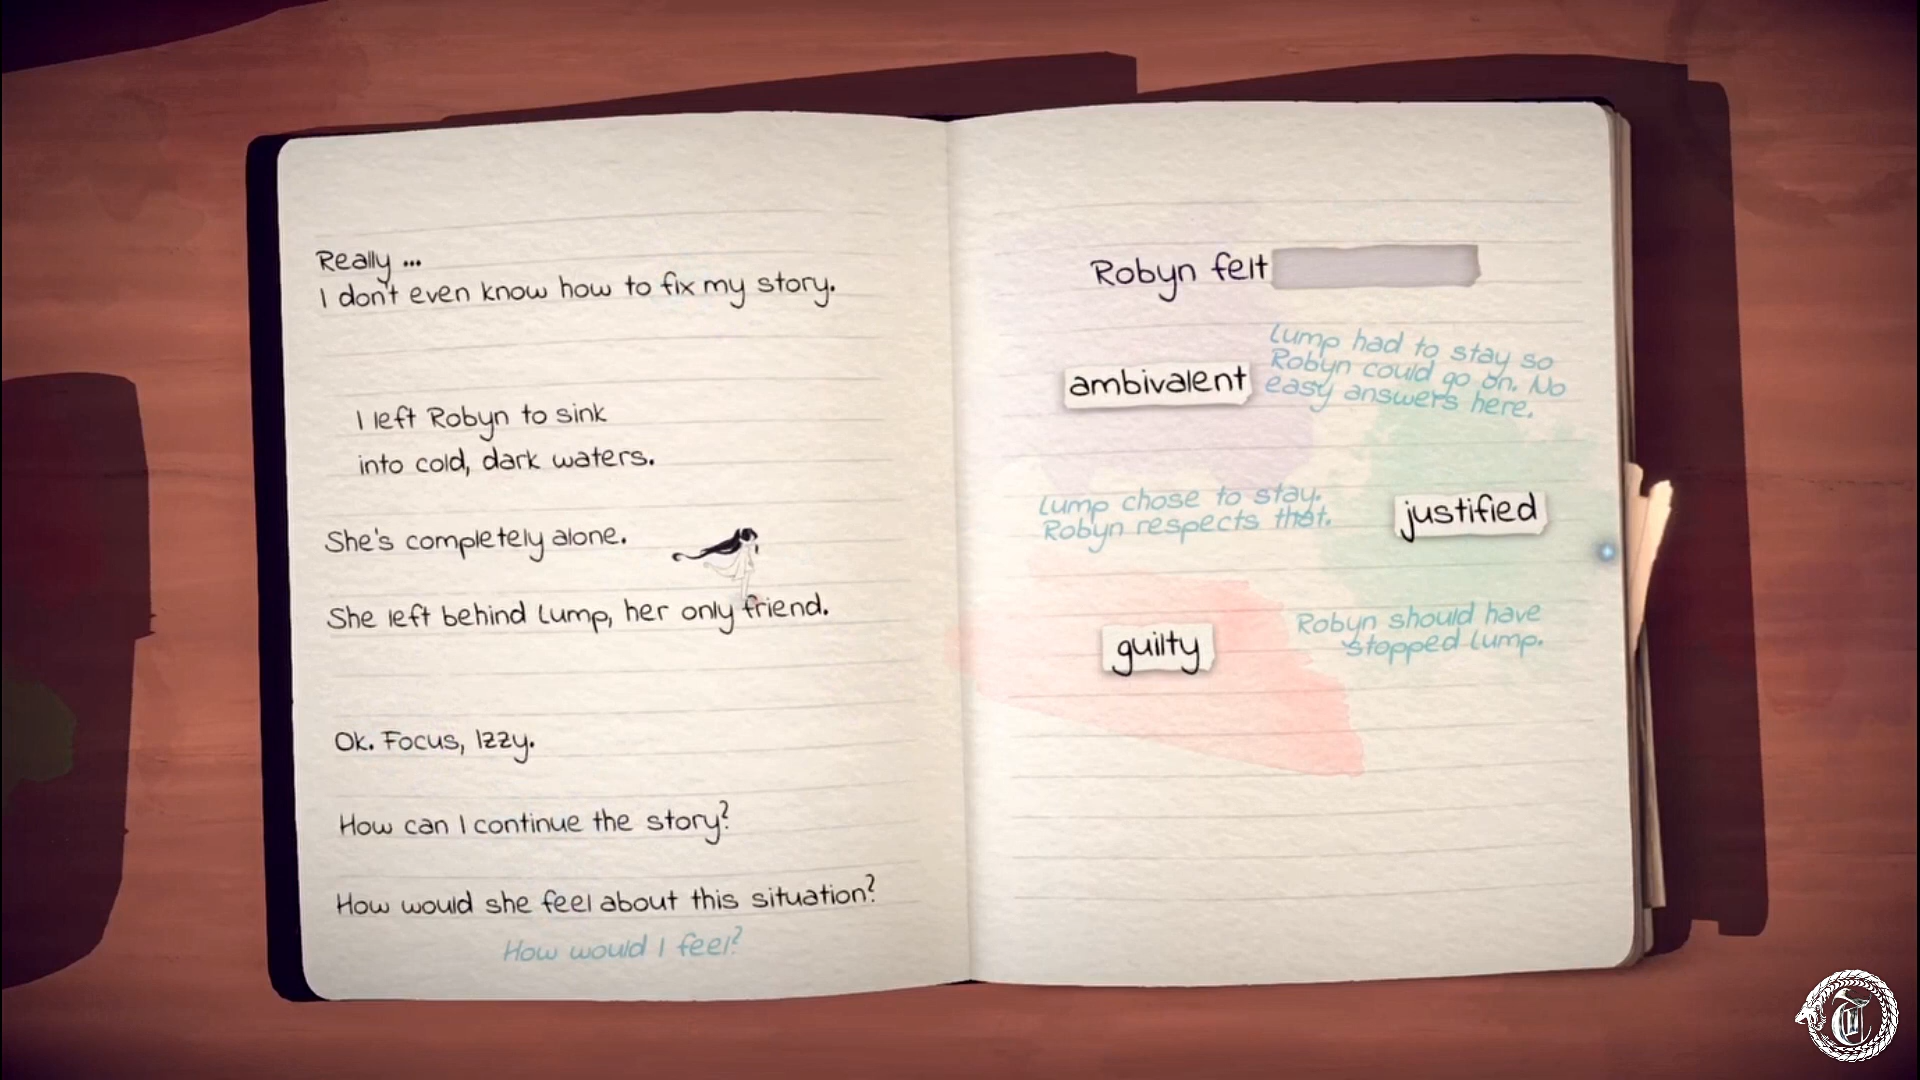 Really ...
I don't even know how to fix my story.
I left Robyn to sink
into cold, dark waters.
She's completely alone.
She left behind Lump, her only friend.
Ok. Focus, Izzy.
How can I continue the story?
How would she feel about this situation?
How would I feel?
Robyn felt
ambivalent
Lump had to stay so
Robyn could go on. No
easy answers here.
Lump chose to stay.
Robyn respects that.
justified
guilty
Robyn should have
stopped Lump.